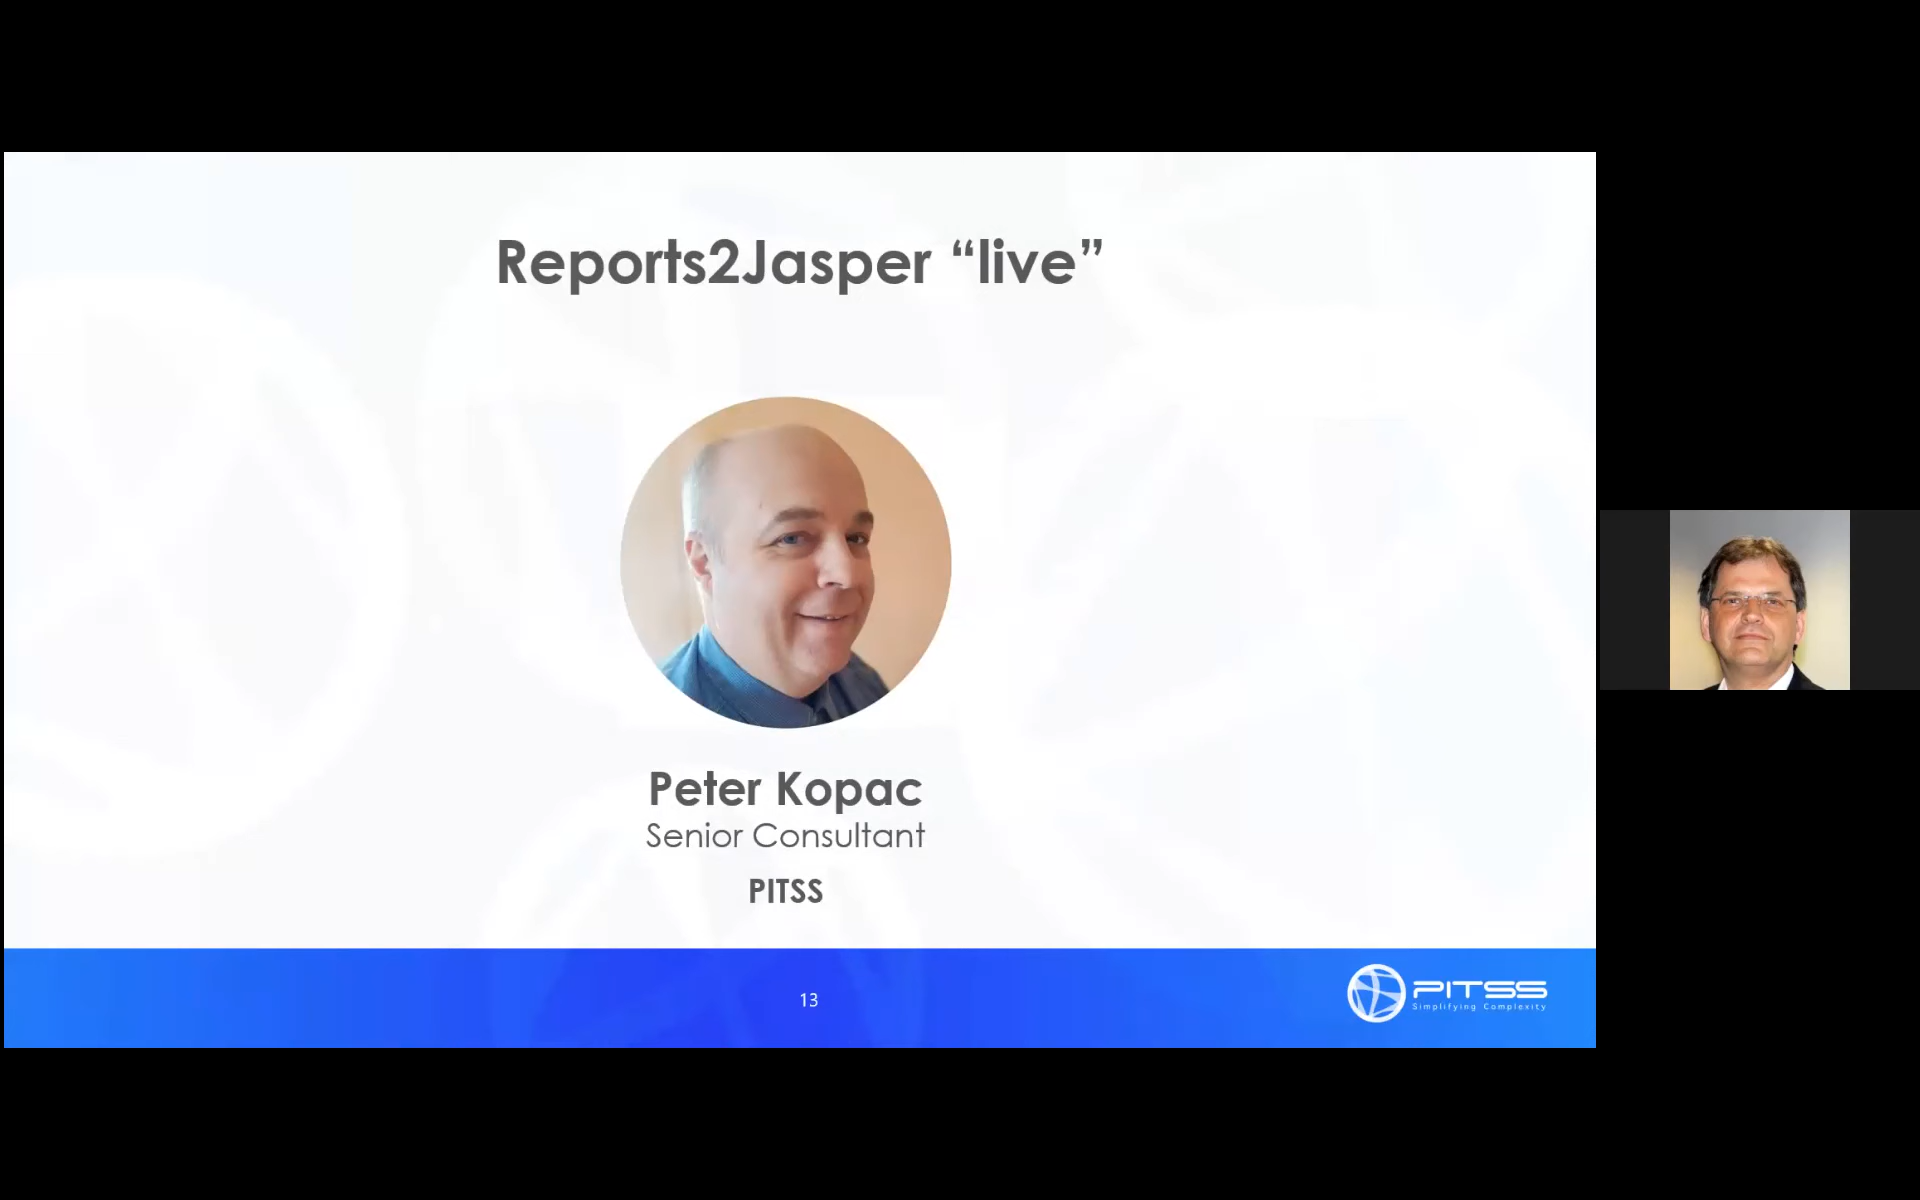 Reports2Jasper “live”
Peter Kopac
Senior Consultant
PITSS
13
PITSS
Simplifying Complexity